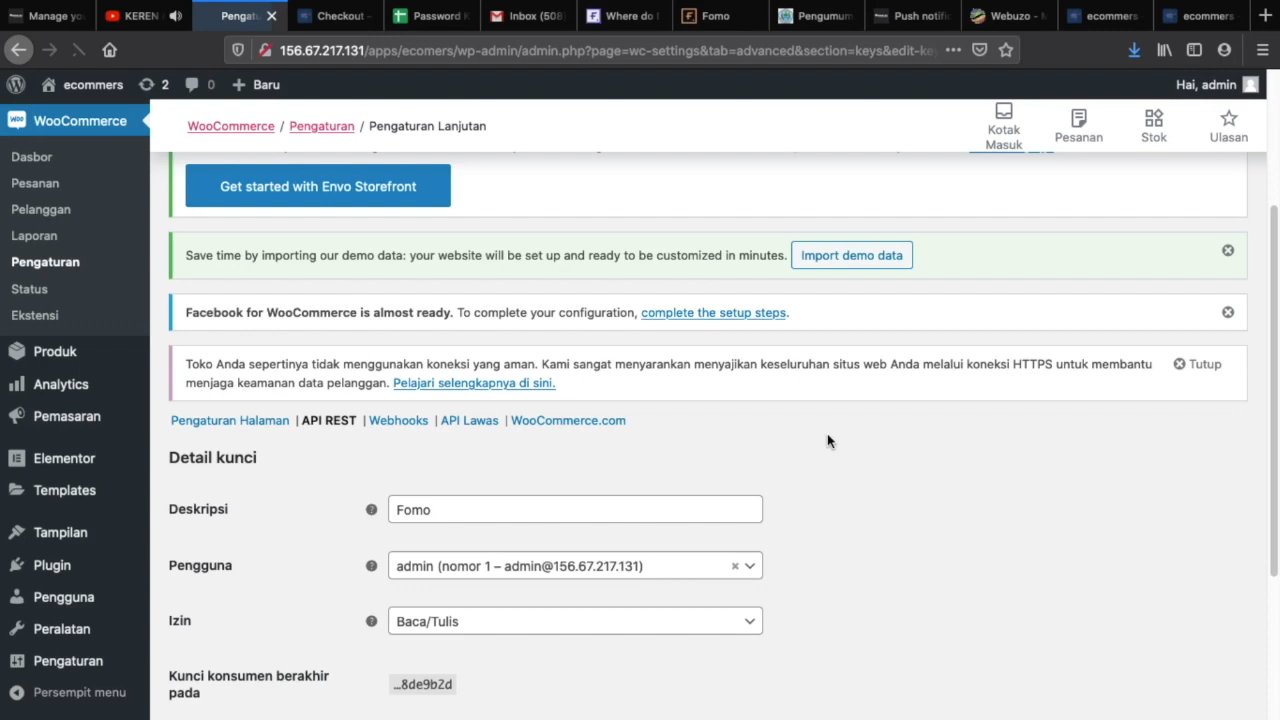 Manage yo
KEREN
Pengatu
Checkout -
Password K
Inbox (508
Where do I
Fomo
Pengumum
Push notific
Webuzo - M
ecommers
ecommers
156.67.217.131/apps/ecomers/wp-admin/admin.php?page=wc-settings&tab=advanced&section=keys&edit-ke
ecommers 2 0 Baru
Hai, admin
WooCommerce
Dasbor
Pesanan
Pelanggan
Laporan
Pengaturan
Status
Ekstensi
Produk
Analytics
Pemasaran
Elementor
Templates
Tampilan
Plugin
Pengguna
Peralatan
Pengaturan
Persempit menu
WooCommerce / Pengaturan / Pengaturan Lanjutan
Kotak
Masuk
Pesanan
Stok
Ulasan
Get started with Envo Storefront
Save time by importing our demo data: your website will be set up and ready to be customized in minutes. Import demo data
Facebook for WooCommerce is almost ready. To complete your configuration, complete the setup steps.
Toko Anda sepertinya tidak menggunakan koneksi yang aman. Kami sangat menyarankan menyajikan keseluruhan situs web Anda melalui koneksi HTTPS untuk membantu
menjaga keamanan data pelanggan. Pelajari selengkapnya di sini.
Tutup
Pengaturan Halaman | API REST | Webhooks | API Lawas | WooCommerce.com
Detail kunci
Deskripsi
Fomo
Pengguna
admin (nomor 1 – admin@156.67.217.131)
Izin
Baca/Tulis
Kunci konsumen berakhir
pada
…8de9b2d